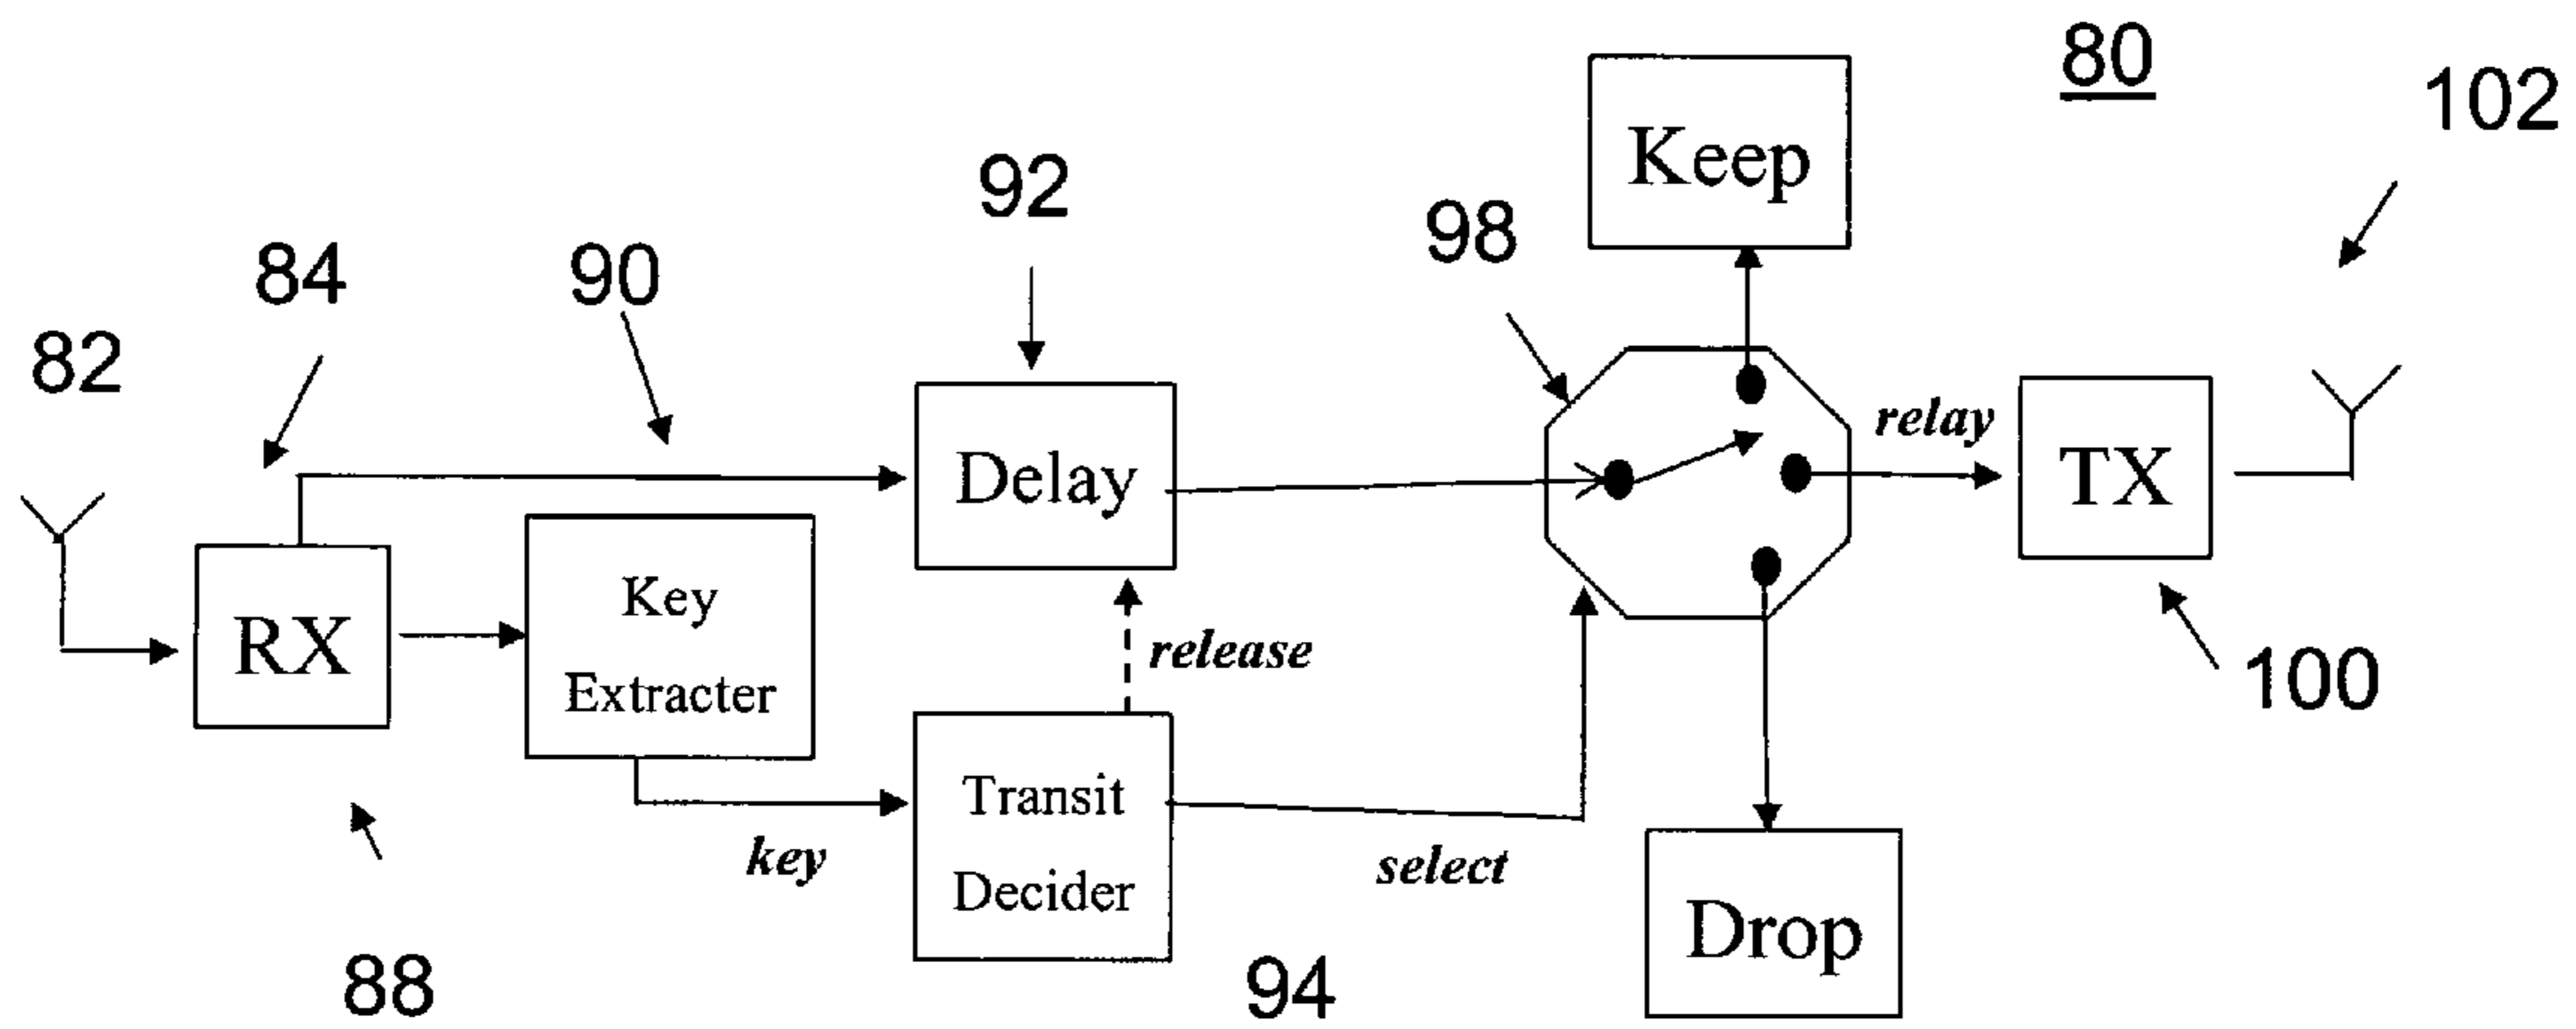 80
102
Keep
92
98
84
90
82
relay
Delay
TX
Key
Extracter
RX
release
100
Transit
Decider
key
select
Drop
88
94